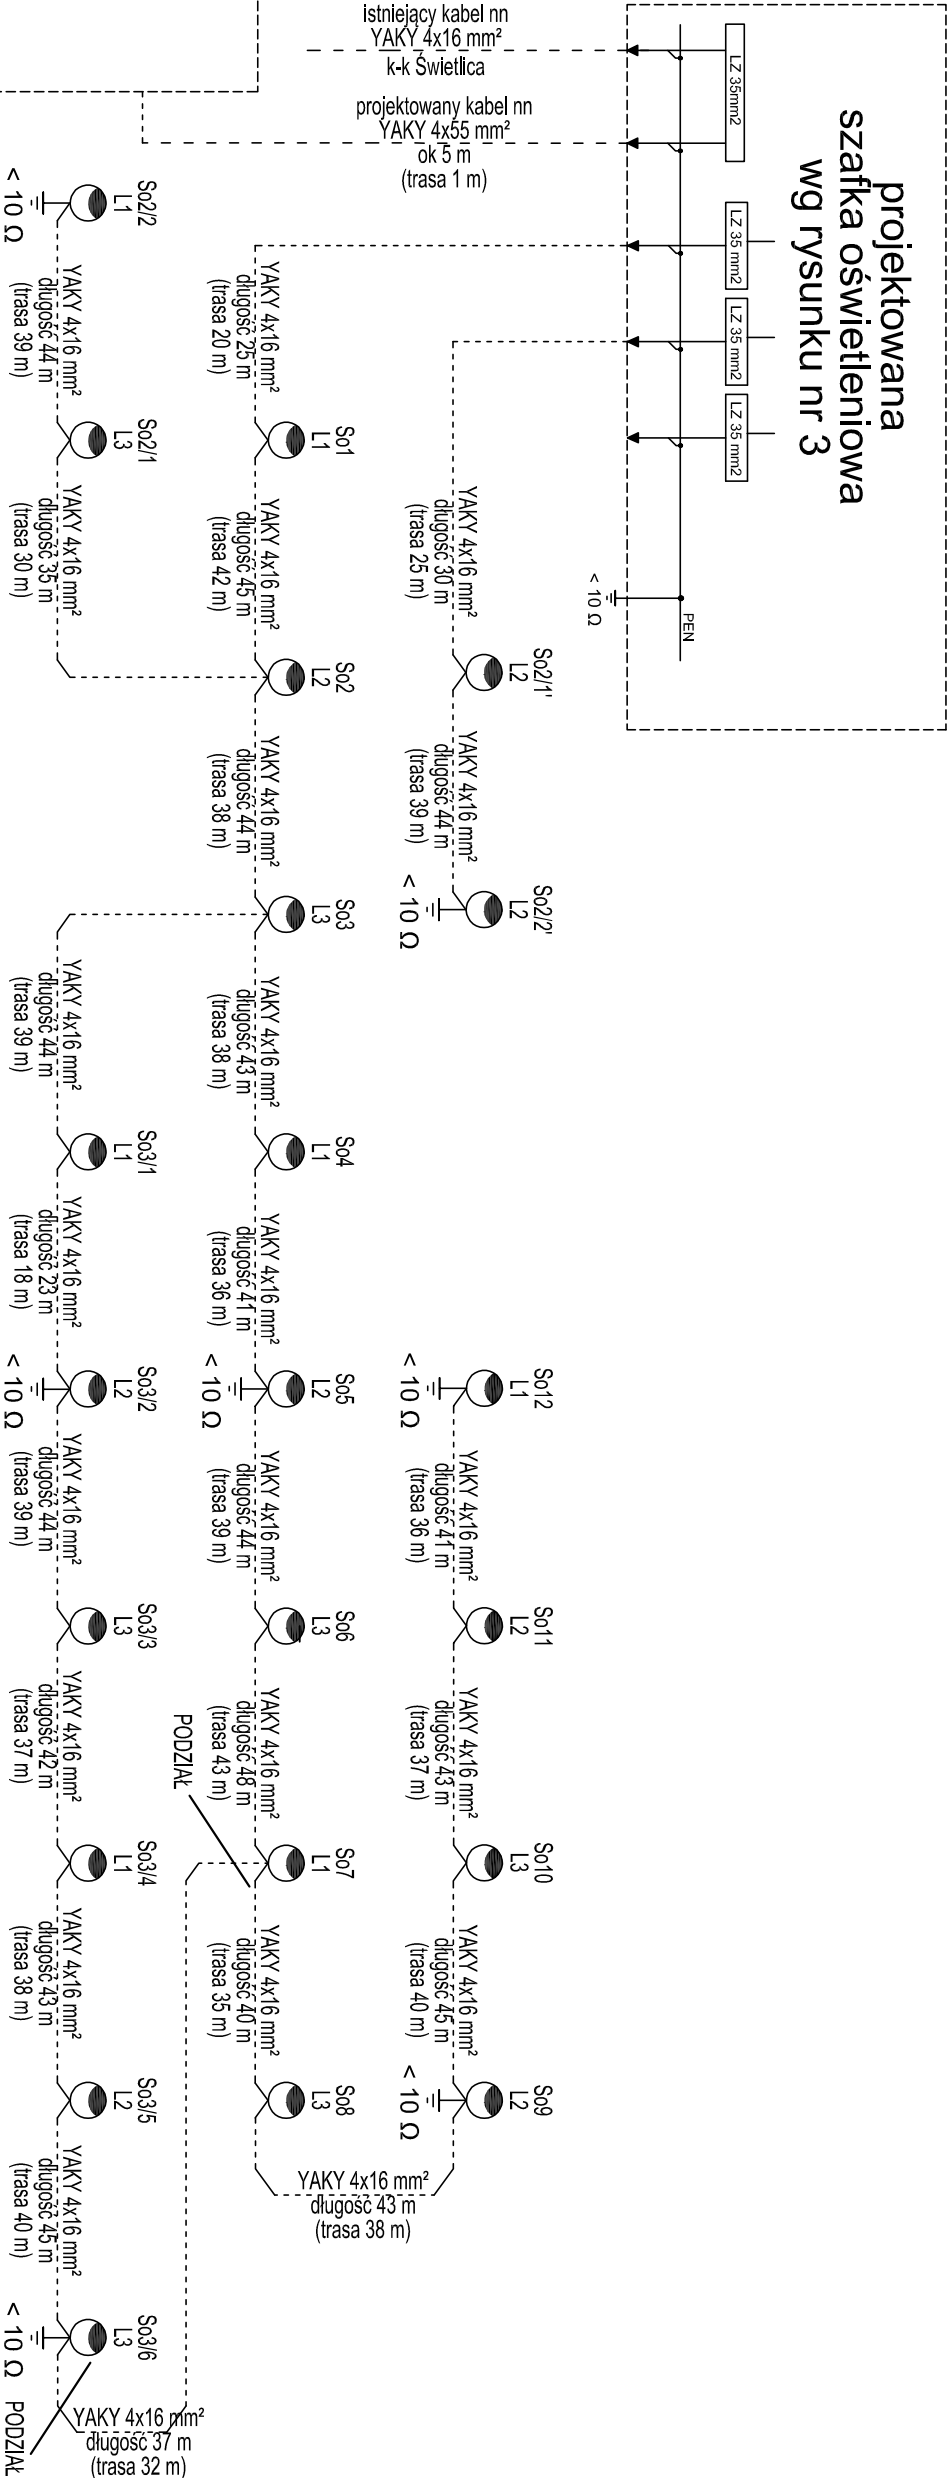 istniejący kabel nn
YAKY 4x16 mm²
k-k Świetlica
projektowany kabel nn
YAKY 4x55 mm²
ok 5 m
(trasa 1 m)
projektowana
szafka oświetleniowa
wg rysunku nr 3
LZ 35mm2
LZ 35 mm2
LZ 35 mm2
LZ 35 mm2
PEN
< 10 Ω
YAKY 4x16 mm²
długość 30 m
(trasa 25 m)
So2/1'
L2
YAKY 4x16 mm²
długość 44 m
(trasa 39 m)
So2/2'
L2
< 10 Ω
So12
L1
< 10 Ω
YAKY 4x16 mm²
długość 41 m
(trasa 36 m)
So11
L2
YAKY 4x16 mm²
długość 43 m
(trasa 37 m)
So10
L3
YAKY 4x16 mm²
długość 45 m
(trasa 40 m)
So9
L2
< 10 Ω
YAKY 4x16 mm²
długość 43 m
(trasa 38 m)
YAKY 4x16 mm²
długość 25 m
(trasa 20 m)
So1
L1
YAKY 4x16 mm²
długość 45 m
(trasa 42 m)
So2
L2
YAKY 4x16 mm²
długość 44 m
(trasa 38 m)
So3
L3
YAKY 4x16 mm²
długość 43 m
(trasa 38 m)
So4
L1
YAKY 4x16 mm²
długość 41 m
(trasa 36 m)
So5
L2
< 10 Ω
YAKY 4x16 mm²
długość 44 m
(trasa 39 m)
So6
L3
YAKY 4x16 mm²
długość 48 m
(trasa 43 m)
So7
L1
PODZIAŁ
YAKY 4x16 mm²
długość 40 m
(trasa 35 m)
So8
L3
So2/2
L1
< 10 Ω
YAKY 4x16 mm²
długość 44 m
(trasa 39 m)
So2/1
L3
YAKY 4x16 mm²
długość 35 m
(trasa 30 m)
YAKY 4x16 mm²
długość 44 m
(trasa 39 m)
So3/1
L1
YAKY 4x16 mm²
długość 23 m
(trasa 18 m)
So3/2
L2
< 10 Ω
YAKY 4x16 mm²
długość 44 m
(trasa 39 m)
So3/3
L3
YAKY 4x16 mm²
długość 42 m
(trasa 37 m)
So3/4
L1
YAKY 4x16 mm²
długość 43 m
(trasa 38 m)
So3/5
L2
YAKY 4x16 mm²
długość 45 m
(trasa 40 m)
So3/6
L3
< 10 Ω
PODZIAŁ
YAKY 4x16 mm²
długość 37 m
(trasa 32 m)